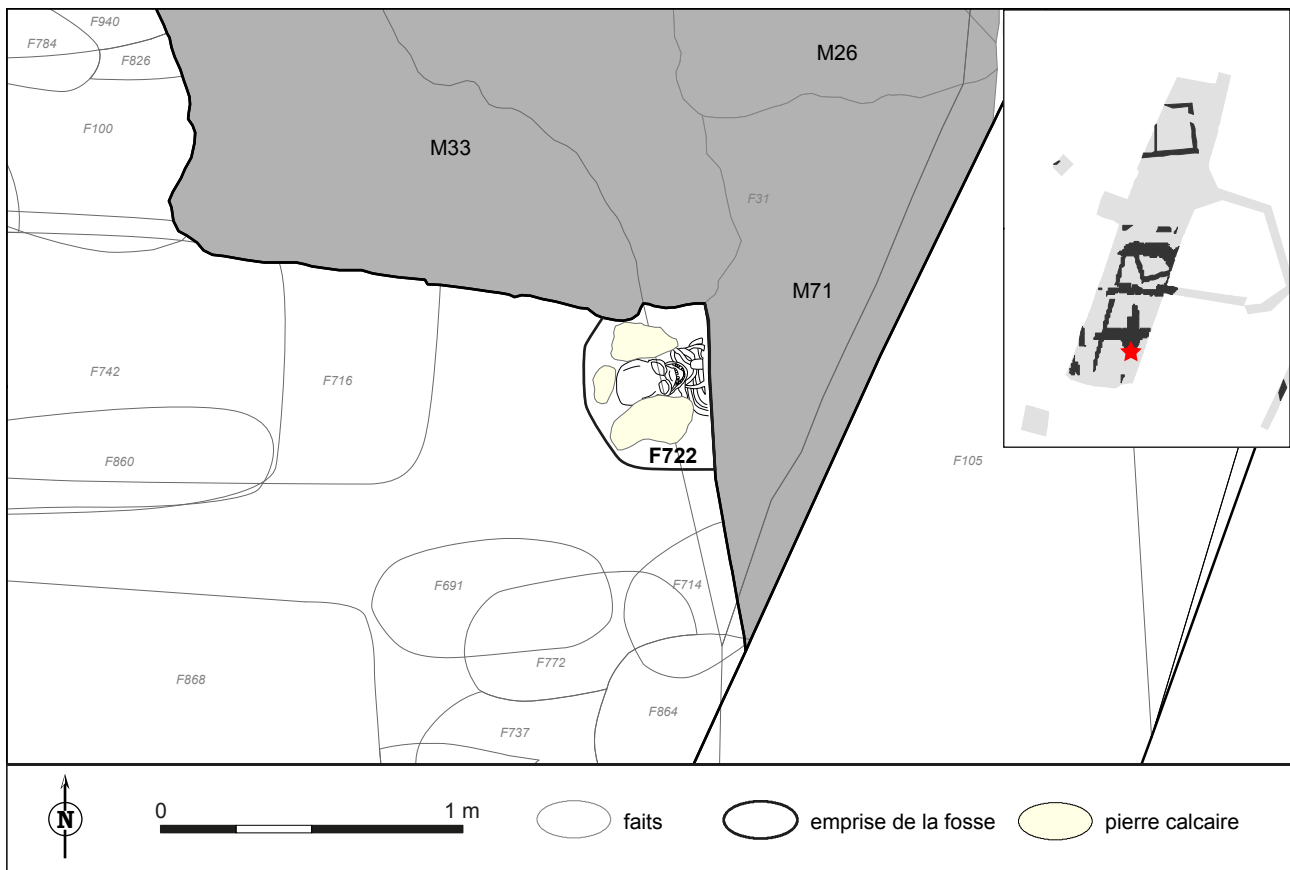 F940
F784
F826
M26
F100
M33
F31
M71
F742
F716
F722
F860
F105
F691
F714
F772
F868
F864
F737
N
0 1 m
faits
emprise de la fosse
pierre calcaire